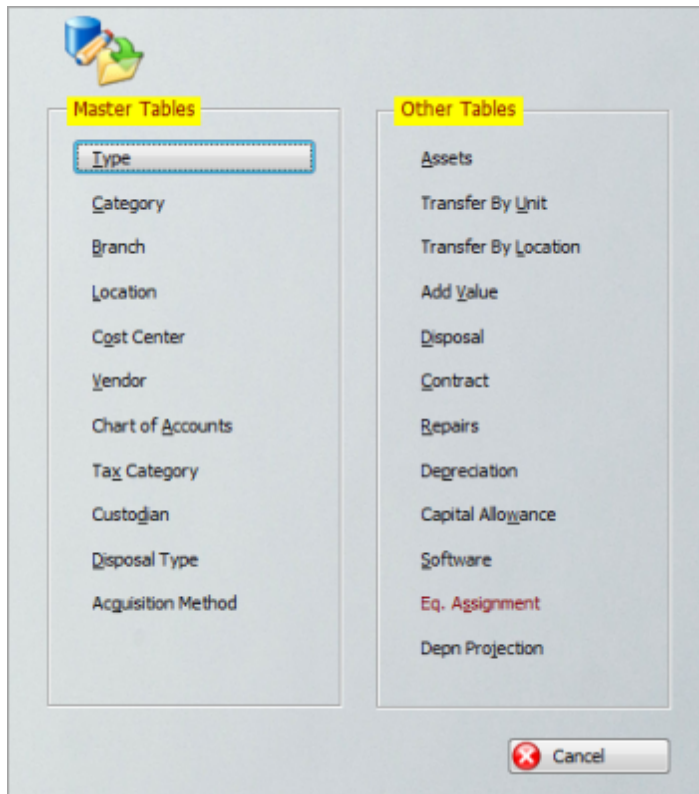 Master Tables
Type
Category
Branch
Location
Cost Center
Vendor
Chart of Accounts
Tax Category
Custodian
Disposal Type
Acquisition Method
Other Tables
Assets
Transfer By Unit
Transfer By Location
Add Value
Disposal
Contract
Repairs
Depreciation
Capital Allowance
Software
Eq. Assignment
Depn Projection
Cancel